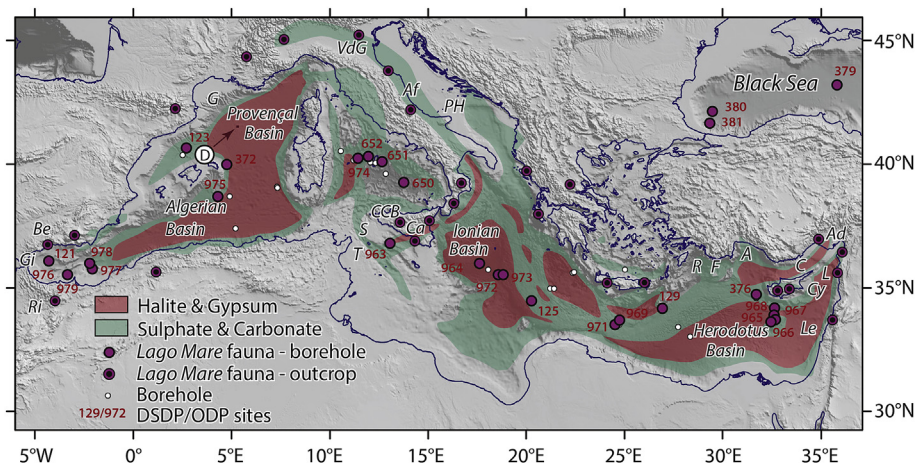 45°N
40°N
35°N
30°N
5°W
0°
5°E
10°E
15°E
20°E
25°E
30°E
35°E
VdG
Af
PH
G
Provençal
Basin
Black Sea
379
380
381
123
D
372
975
Algerian
Basin
652
651
974
650
CCB
S
Ca
T
963
Ionian
Basin
964
972
973
125
Be
Gi
121
978
976
977
979
Ri
R
F
A
Ad
C
L
Cy
Le
376
129
969
971
968
967
965
966
Herodotus
Basin
Halite & Gypsum
Sulphate & Carbonate
Lago Mare fauna - borehole
Lago Mare fauna - outcrop
Borehole
129/972 DSDP/ODP sites